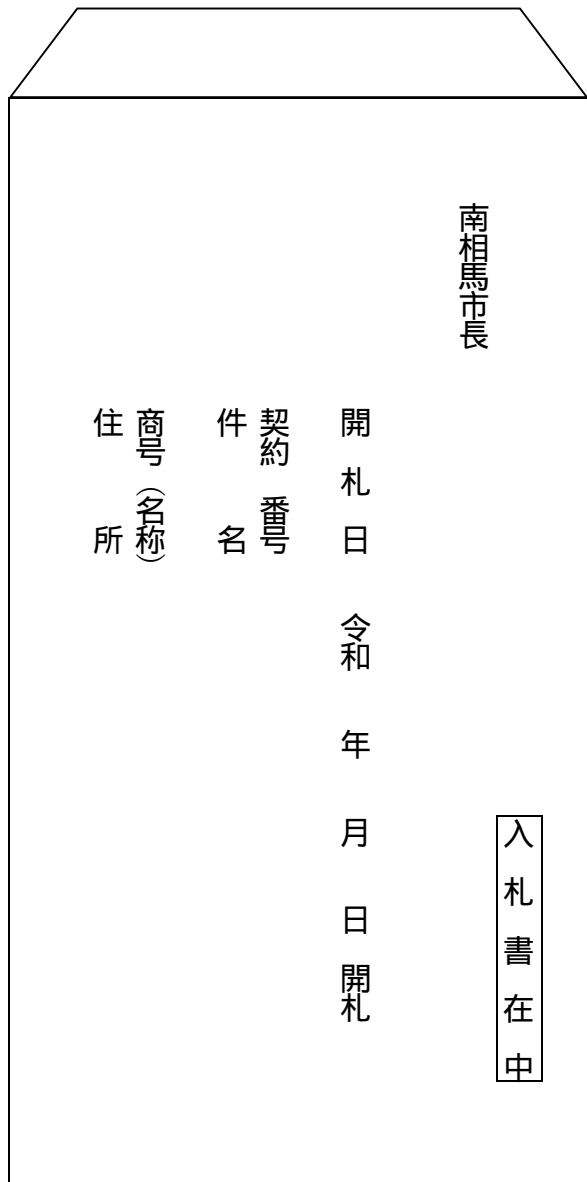 入札書在中
南相馬市長
開札日　令和　年　月　日　開札
契約番号
件名
商号（名称）
住所